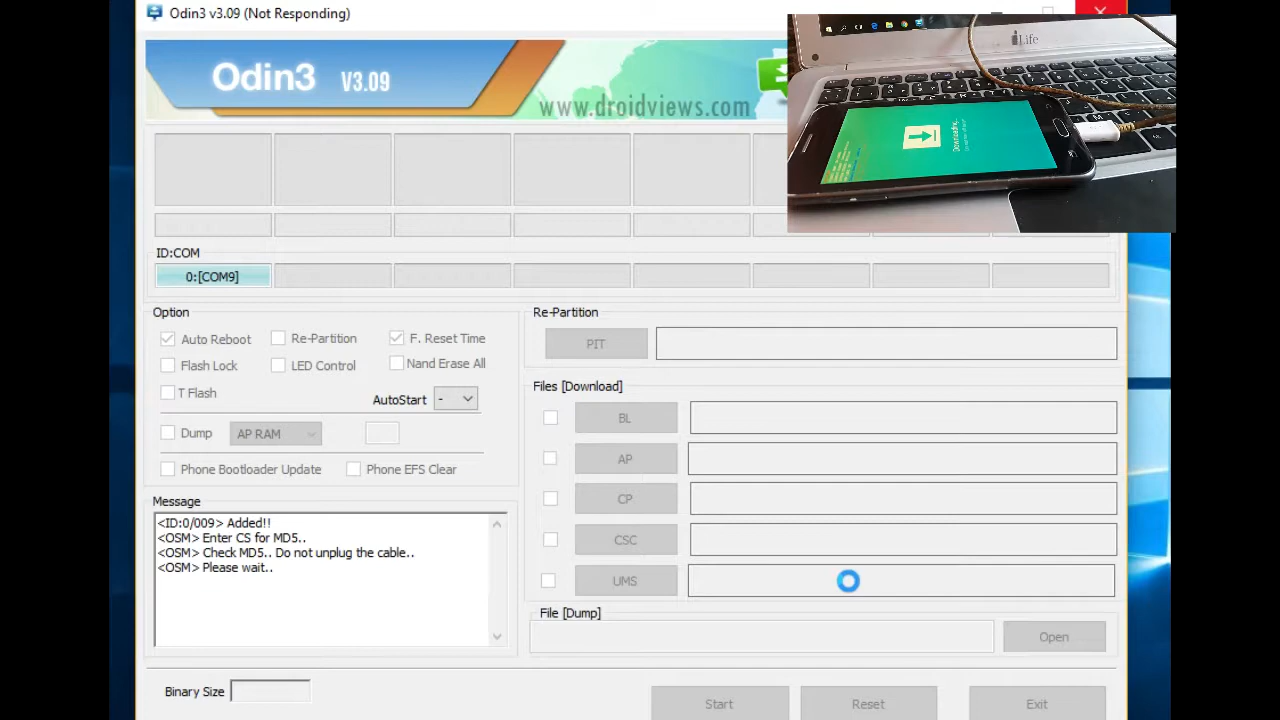 Odin3 v3.09 (Not Responding)
Odin3 V3.09
www.droidviews.com
Life
Downloading...
ID:COM
0:[COM9]
Option
Auto Reboot
Re-Partition
F. Reset Time
Flash Lock
LED Control
Nand Erase All
T Flash
AutoStart
-
Dump
AP RAM
Phone Bootloader Update
Phone EFS Clear
Message
<ID:0/009> Added!!
<OSM> Enter CS for MD5..
<OSM> Check MD5.. Do not unplug the cable..
<OSM> Please wait..
Re-Partition
PIT
Files [Download]
BL
AP
CP
CSC
UMS
File [Dump]
Open
Binary Size
Start
Reset
Exit